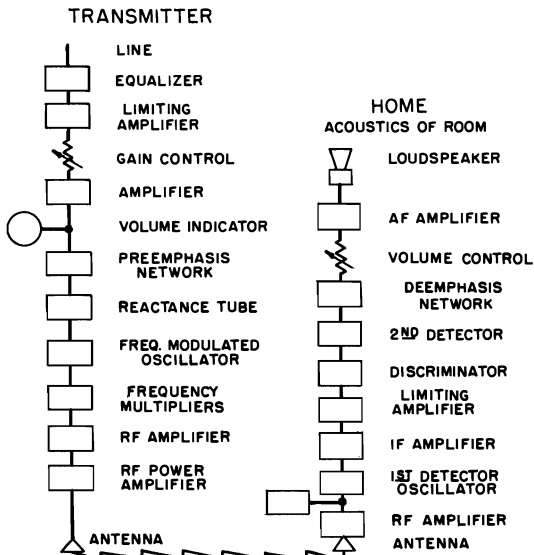 TRANSMITTER
LINE
EQUALIZER
LIMITING
AMPLIFIER
GAIN CONTROL
AMPLIFIER
VOLUME INDICATOR
PREEMPHASIS
NETWORK
REACTANCE TUBE
FREQ. MODULATED
OSCILLATOR
FREQUENCY
MULTIPLIERS
RF AMPLIFIER
RF POWER
AMPLIFIER
ANTENNA
HOME
ACOUSTICS OF ROOM
LOUDSPEAKER
AF AMPLIFIER
VOLUME CONTROL
DEEMPHASIS
NETWORK
2ND DETECTOR
DISCRIMINATOR
LIMITING
AMPLIFIER
IF AMPLIFIER
1ST DETECTOR
OSCILLATOR
RF AMPLIFIER
ANTENNA